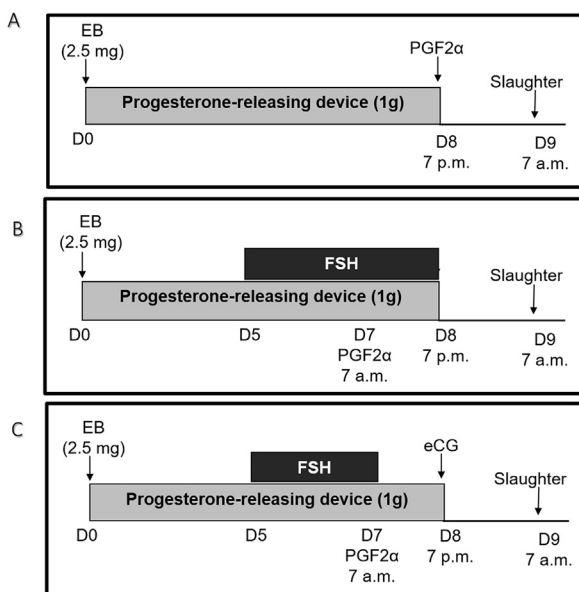 A
EB
(2.5 mg)
PGF2α
Progesterone-releasing device (1g)
Slaughter
D0
D8
7 p.m.
D9
7 a.m.
B
EB
(2.5 mg)
FSH
Progesterone-releasing device (1g)
Slaughter
D0
D5
D7
PGF2α
7 a.m.
D8
7 p.m.
D9
7 a.m.
C
EB
(2.5 mg)
eCG
FSH
Progesterone-releasing device (1g)
Slaughter
D0
D5
D7
PGF2α
7 a.m.
D8
7 p.m.
D9
7 a.m.